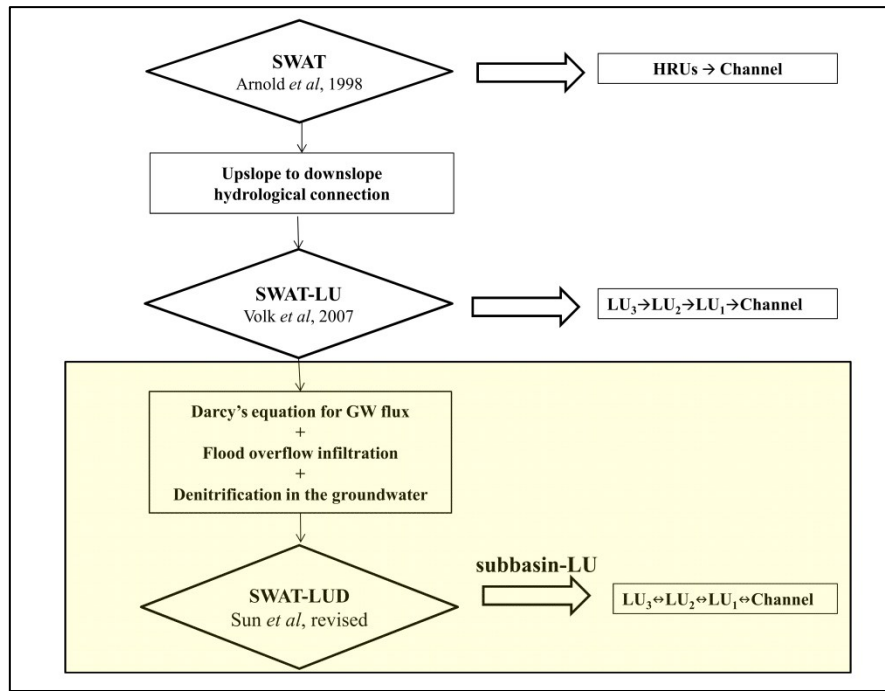 SWAT
Arnold et al, 1998
HRUs → Channel
Upslope to downslope
hydrological connection
SWAT-LU
Volk et al, 2007
LU₃→LU₂→LU₁→Channel
Darcy's equation for GW flux
+
Flood overflow infiltration
+
Denitrification in the groundwater
SWAT-LUD
Sun et al, revised
subbasin-LU
LU₃↔LU₂↔LU₁↔Channel